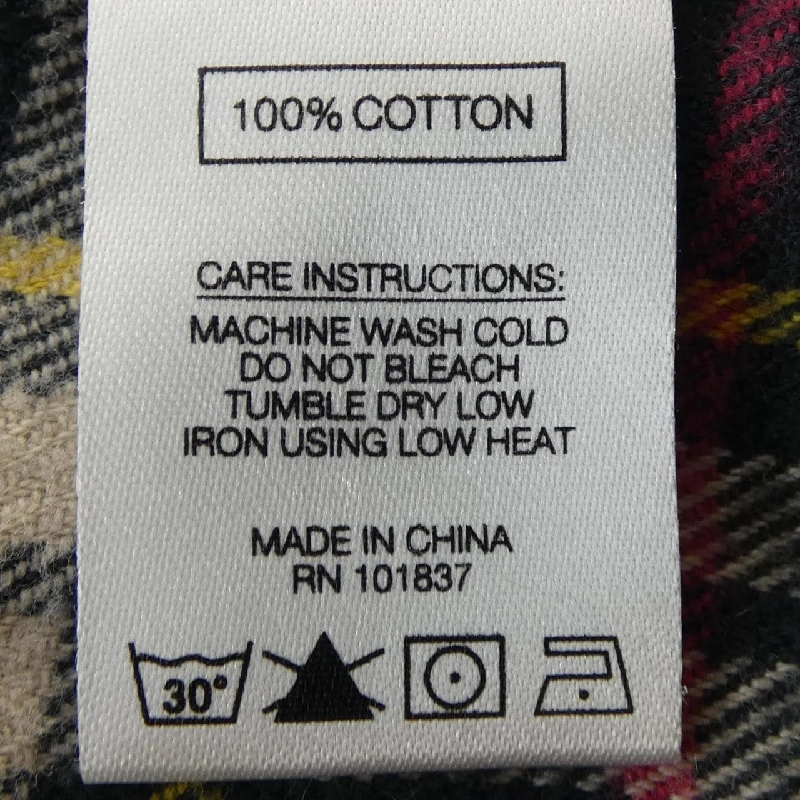 100% COTTON
CARE INSTRUCTIONS:
MACHINE WASH COLD
DO NOT BLEACH
TUMBLE DRY LOW
IRON USING LOW HEAT
MADE IN CHINA
RN 101837
30°